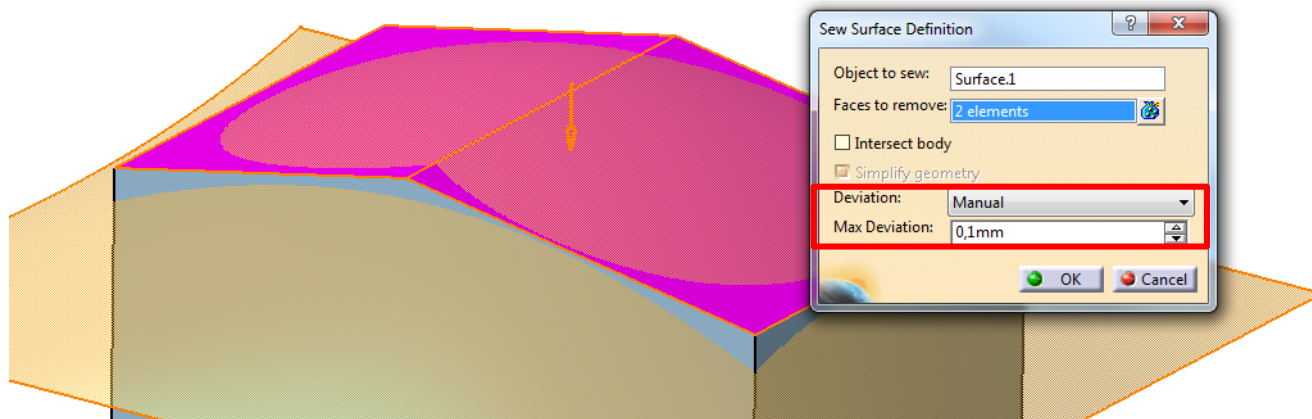 Sew Surface Definition
?
X
Object to sew: Surface.1
Faces to remove: 2 elements
Intersect body
Simplify geometry
Deviation: Manual
Max Deviation: 0,1mm
OK Cancel